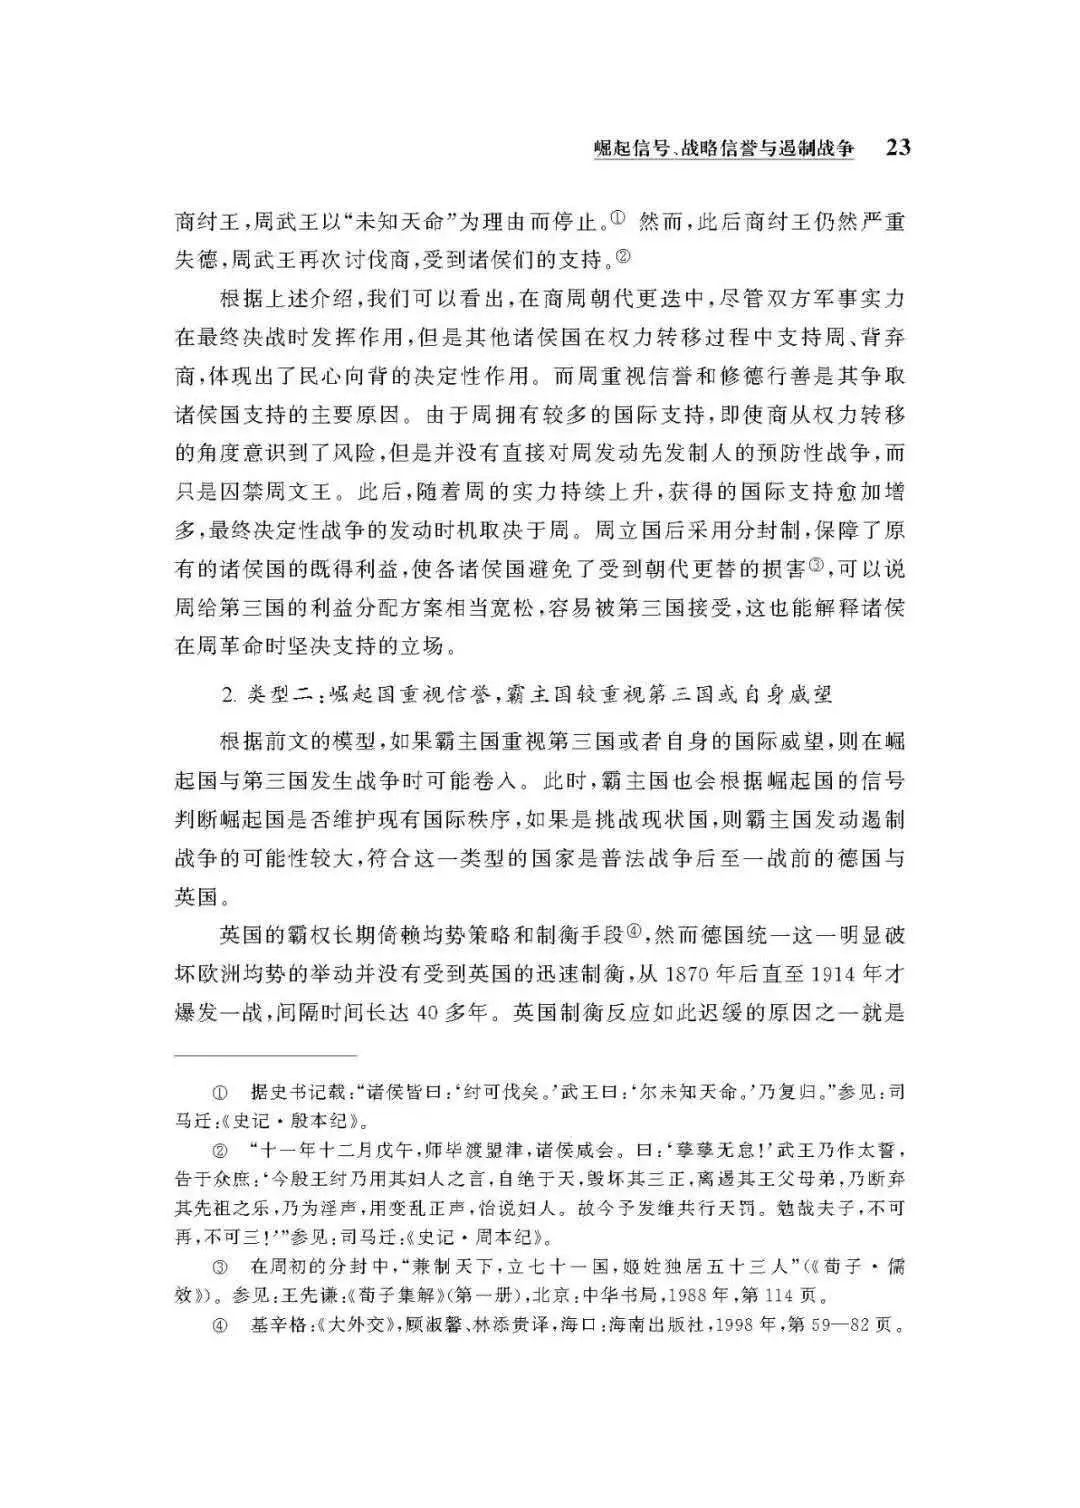 崛起信号、战略信誉与遏制战争 23
商纣王,周武王以“未知天命”为理由而停止。① 然而,此后商纣王仍然严重
失德,周武王再次讨伐商,受到诸侯们的支持。②
根据上述介绍,我们可以看出,在商周朝代更迭中,尽管双方军事实力
在最终决战时发挥作用,但是其他诸侯国在权力转移过程中支持周、背弃
商,体现出了民心向背的决定性作用。而周重视信誉和修德行善是其争取
诸侯国支持的主要原因。由于周拥有较多的国际支持,即使商从权力转移
的角度意识到了风险,但是并没有直接对周发动先发制人的预防性战争,而
只是囚禁周文王。此后,随着周的实力持续上升,获得的国际支持愈加增
多,最终决定性战争的发动时机取决于周。周立国后采用分封制,保障了原
有的诸侯国的既得利益,使各诸侯国避免了受到朝代更替的损害③,可以说
周给第三国的利益分配方案相当宽松,容易被第三国接受,这也能解释诸侯
在周革命时坚决支持的立场。
2. 类型二:崛起国重视信誉,霸主国较重视第三国或自身威望
根据前文的模型,如果霸主国重视第三国或者自身的国际威望,则在崛
起国与第三国发生战争时可能卷入。此时,霸主国也会根据崛起国的信号
判断崛起国是否维护现有国际秩序,如果是挑战现状国,则霸主国发动遏制
战争的可能性较大,符合这一类型的国家是普法战争后至一战前的德国与
英国。
英国的霸权长期倚赖均势策略和制衡手段④,然而德国统一这一明显破
坏欧洲均势的举动并没有受到英国的迅速制衡,从 1870 年后直至 1914 年才
爆发一战,间隔时间长达 40 多年。英国制衡反应如此迟缓的原因之一就是
① 据史书记载:“诸侯皆曰:‘纣可伐矣。’武王曰:‘尔未知天命。’乃复归。”参见:司
马迁:《史记·殷本纪》。
② “十一年十二月戊午,师毕渡盟津,诸侯咸会。曰:‘孳孳无怠!’武王乃作太誓,
告于众庶:‘今殷王纣乃用其妇人之言,自绝于天,毁坏其三正,离逷其王父母弟,乃断弃
其先祖之乐,乃为淫声,用变乱正声,怡说妇人。故今予发维共行天罚。勉哉夫子,不可
再,不可三!’”参见:司马迁:《史记·周本纪》。
③ 在周初的分封中,“兼制天下,立七十一国,姬姓独居五十三人”(《荀子·儒
效》)。参见:王先谦:《荀子集解》(第一册),北京:中华书局,1988 年,第 114 页。
④ 基辛格:《大外交》,顾淑馨、林添贵译,海口:海南出版社,1998 年,第 59—82 页。